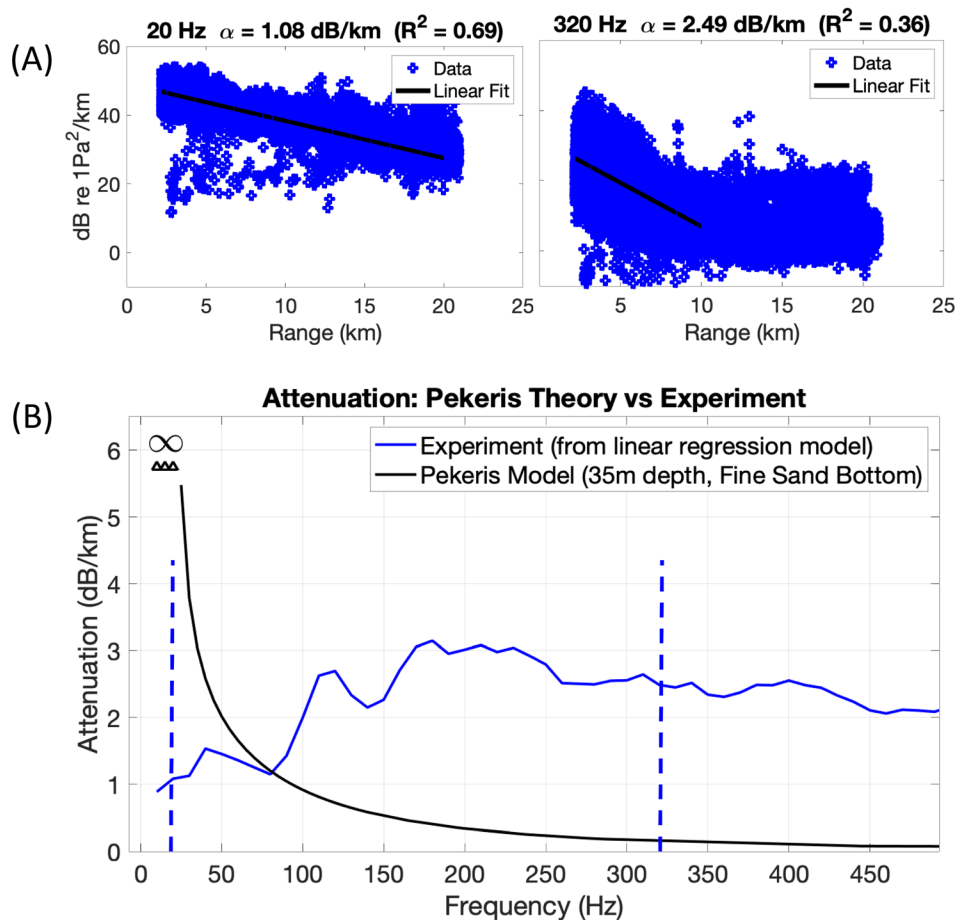 (A)
20 Hz α = 1.08 dB/km (R² = 0.69)
60
40
20
0
dB re 1Pa²/km
Data
Linear Fit
0 5 10 15 20 25
Range (km)
320 Hz α = 2.49 dB/km (R² = 0.36)
Data
Linear Fit
0 5 10 15 20 25
Range (km)
(B)
Attenuation: Pekeris Theory vs Experiment
∞
Experiment (from linear regression model)
Pekeris Model (35m depth, Fine Sand Bottom)
6
5
4
3
2
1
0
Attenuation (dB/km)
0 50 100 150 200 250 300 350 400 450
Frequency (Hz)